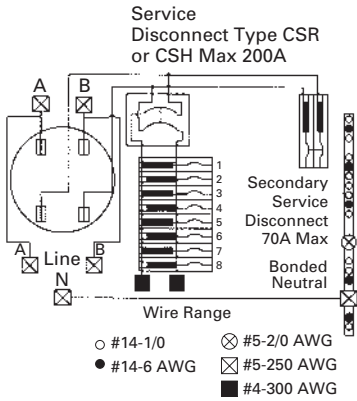 Service
Disconnect Type CSR
or CSH Max 200A
A
B
1
2
3
4
5
6
7
8
Secondary
Service
Disconnect
70A Max
Bonded
Neutral
A
Line
B
N
Wire Range
#14-1/0
#5-2/0 AWG
#14-6 AWG
#5-250 AWG
#4-300 AWG